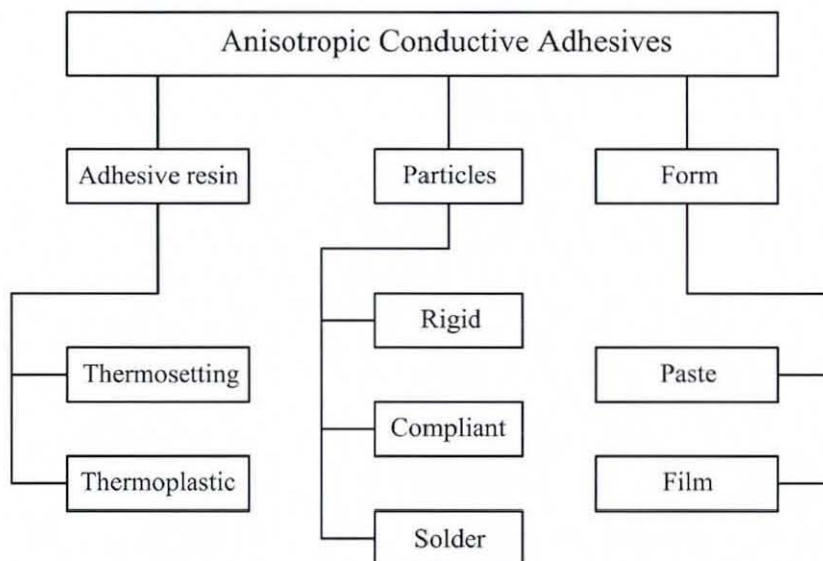 Anisotropic Conductive Adhesives
Adhesive resin
Particles
Form
Thermosetting
Thermoplastic
Rigid
Compliant
Solder
Paste
Film